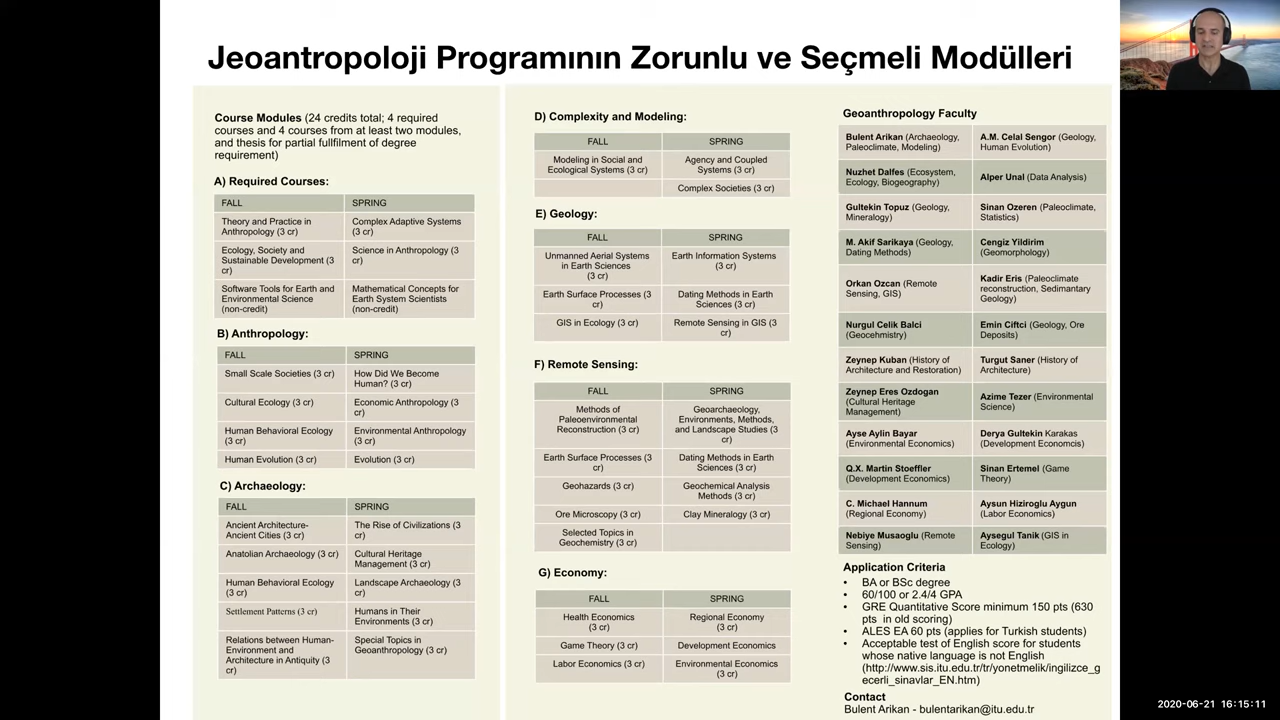 Jeoantropoloji Programının Zorunlu ve Seçmeli Modülleri
Course Modules (24 credits total; 4 required
courses and 4 courses from at least two modules,
and thesis for partial fullfilment of degree
requirement)
A) Required Courses:
FALL
SPRING
Theory and Practice in
Anthropology (3 cr)
Complex Adaptive Systems
(3 cr)
Ecology, Society and
Sustainable Development (3
cr)
Science in Anthropology (3
cr)
Software Tools for Earth and
Environmental Science
(non-credit)
Mathematical Concepts for
Earth System Scientists
(non-credit)
B) Anthropology:
FALL
SPRING
Small Scale Societies (3 cr)
How Did We Become
Human? (3 cr)
Cultural Ecology (3 cr)
Economic Anthropology (3
cr)
Human Behavioral Ecology
(3 cr)
Environmental Anthropology
(3 cr)
Human Evolution (3 cr)
Evolution (3 cr)
C) Archaeology:
FALL
SPRING
Ancient Architecture-
Ancient Cities (3 cr)
The Rise of Civilizations (3
cr)
Anatolian Archaeology (3 cr)
Cultural Heritage
Management (3 cr)
Human Behavioral Ecology
(3 cr)
Landscape Archaeology (3
cr)
Settlement Patterns (3 cr)
Humans in Their
Environments (3 cr)
Relations between Human-
Environment and
Architecture in Antiquity (3
cr)
Special Topics in
Geoanthropology (3 cr)
D) Complexity and Modeling:
FALL
SPRING
Modeling in Social and
Ecological Systems (3 cr)
Agency and Coupled
Systems (3 cr)
Complex Societies (3 cr)
E) Geology:
FALL
SPRING
Unmanned Aerial Systems
in Earth Sciences
(3 cr)
Earth Information Systems
(3 cr)
Earth Surface Processes (3
cr)
Dating Methods in Earth
Sciences (3 cr)
GIS in Ecology (3 cr)
Remote Sensing in GIS (3
cr)
F) Remote Sensing:
FALL
SPRING
Methods of
Paleoenvironmental
Reconstruction (3 cr)
Geoarchaeology,
Environments, Methods,
and Landscape Studies (3
cr)
Earth Surface Processes (3
cr)
Dating Methods in Earth
Sciences (3 cr)
Geohazards (3 cr)
Geochemical Analysis
Methods (3 cr)
Ore Microscopy (3 cr)
Clay Mineralogy (3 cr)
Selected Topics in
Geochemistry (3 cr)
G) Economy:
FALL
SPRING
Health Economics
(3 cr)
Regional Economy
(3 cr)
Game Theory (3 cr)
Development Economics
Labor Economics (3 cr)
Environmental Economics
(3 cr)
Geoanthropology Faculty
Bulent Arikan (Archaeology,
Paleoclimate, Modeling)
A.M. Celal Sengor (Geology,
Human Evolution)
Nuzhet Dalfes (Ecosystem,
Ecology, Biogeography)
Alper Unal (Data Analysis)
Gultekin Topuz (Geology,
Mineralogy)
Sinan Ozeren (Paleoclimate,
Statistics)
M. Akif Sarikaya (Geology,
Dating Methods)
Cengiz Yildirim
(Geomorphology)
Orkan Ozcan (Remote
Sensing, GIS)
Kadir Eris (Paleoclimate
reconstruction, Sedimantary
Geology)
Nurgul Celik Balci
(Geocehmistry)
Emin Ciftci (Geology, Ore
Deposits)
Zeynep Kuban (History of
Architecture and Restoration)
Turgut Saner (History of
Architecture)
Zeynep Eres Ozdogan
(Cultural Heritage
Management)
Azime Tezer (Environmental
Science)
Ayse Aylin Bayar
(Environmental Economics)
Derya Gultekin Karakas
(Development Economcis)
Q.X. Martin Stoeffler
(Development Economics)
Sinan Ertemel (Game
Theory)
C. Michael Hannum
(Regional Economy)
Aysun Hiziroglu Aygun
(Labor Economics)
Nebiye Musaoglu (Remote
Sensing)
Aysegul Tanik (GIS in
Ecology)
Application Criteria
• BA or BSc degree
• 60/100 or 2.4/4 GPA
• GRE Quantitative Score minimum 150 pts (630
pts in old scoring)
• ALES EA 60 pts (applies for Turkish students)
• Acceptable test of English score for students
whose native language is not English
(http://www.sis.itu.edu.tr/tr/yonetmelik/ingilizce_g
ecerli_sinavlar_EN.htm)
Contact
Bulent Arikan - bulentarikan@itu.edu.tr
2020-06-21 16:15:11